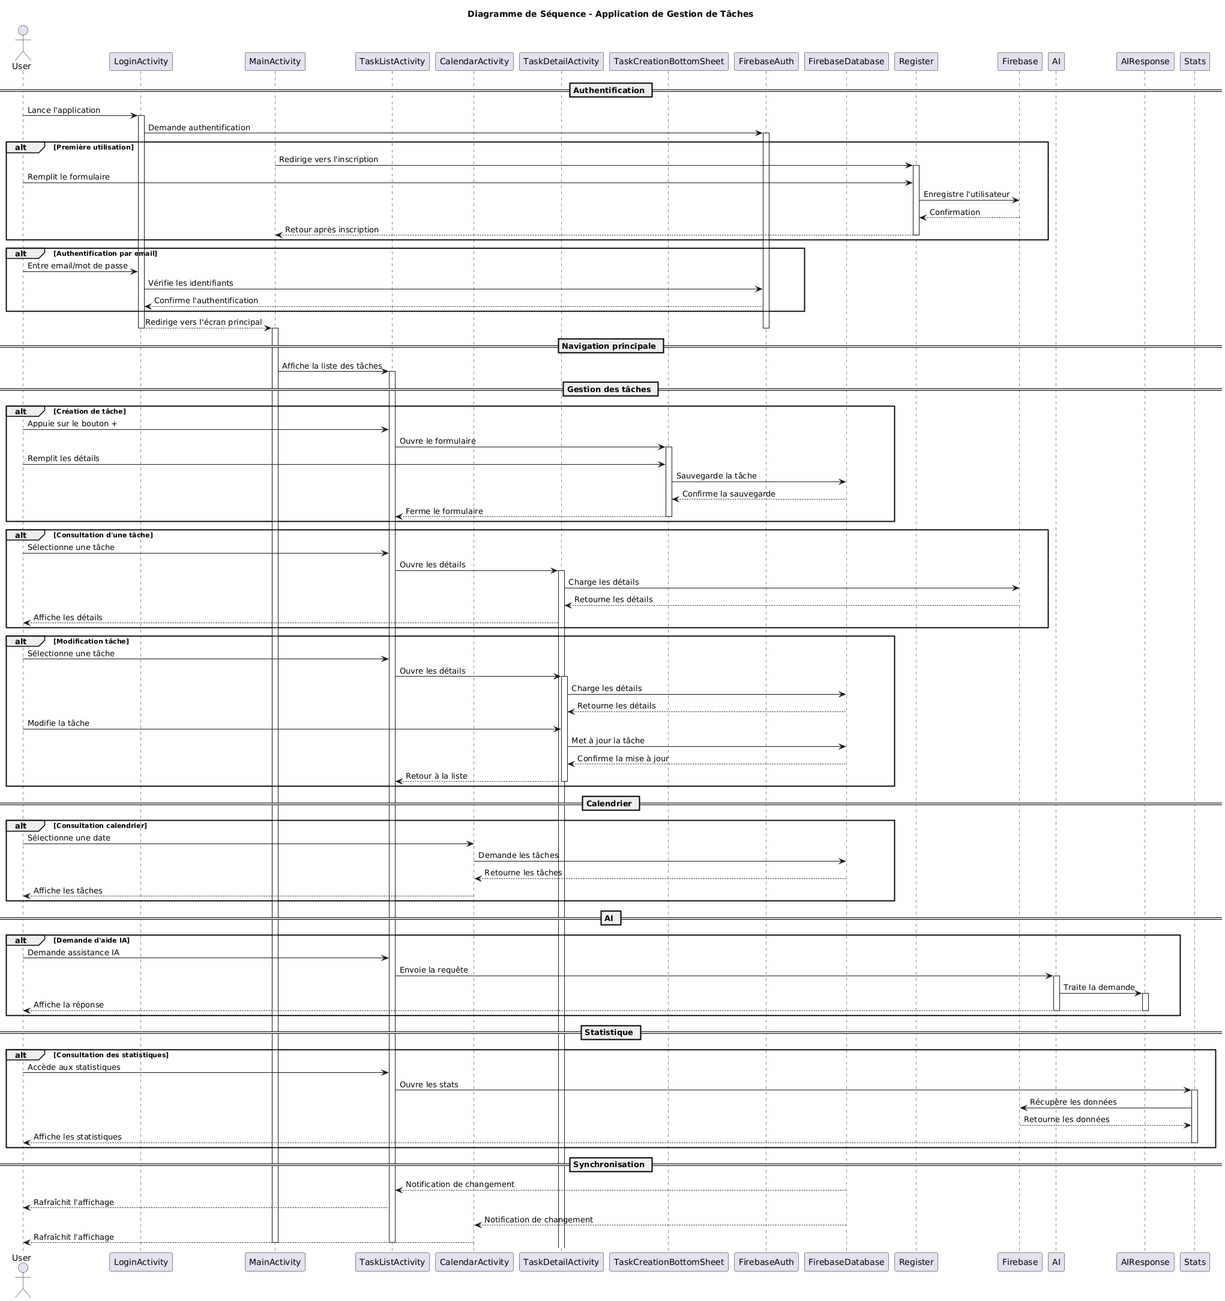 Diagramme de Séquence - Application de Gestion de Tâches
User
LoginActivity
MainActivity
TaskListActivity
CalendarActivity
TaskDetailActivity
TaskCreationBottomSheet
FirebaseAuth
FirebaseDatabase
Register
Firebase
AI
AIResponse
Stats
Authentification
Lance l'application
Demande authentification
alt [Première utilisation]
Redirige vers l'inscription
Remplit le formulaire
Enregistre l'utilisateur
Confirmation
Retour après inscription
alt [Authentification par email]
Entre email/mot de passe
Vérifie les identifiants
Confirme l'authentification
Redirige vers l'écran principal
Navigation principale
Affiche la liste des tâches
Gestion des tâches
alt [Création de tâche]
Appuie sur le bouton +
Ouvre le formulaire
Remplit les détails
Sauvegarde la tâche
Confirme la sauvegarde
Ferme le formulaire
alt [Consultation d'une tâche]
Sélectionne une tâche
Ouvre les détails
Charge les détails
Retourne les détails
Affiche les détails
alt [Modification tâche]
Sélectionne une tâche
Ouvre les détails
Charge les détails
Retourne les détails
Modifie la tâche
Met à jour la tâche
Confirme la mise à jour
Retour à la liste
Calendrier
alt [Consultation calendrier]
Sélectionne une date
Demande les tâches
Retourne les tâches
Affiche les tâches
AI
alt [Demande d'aide IA]
Demande assistance IA
Envoie la requête
Traite la demande
Affiche la réponse
Statistique
alt [Consultation des statistiques]
Accède aux statistiques
Ouvre les stats
Récupère les données
Retourne les données
Affiche les statistiques
Synchronisation
Notification de changement
Rafraîchit l'affichage
Notification de changement
Rafraîchit l'affichage
User
LoginActivity
MainActivity
TaskListActivity
CalendarActivity
TaskDetailActivity
TaskCreationBottomSheet
FirebaseAuth
FirebaseDatabase
Register
Firebase
AI
AIResponse
Stats